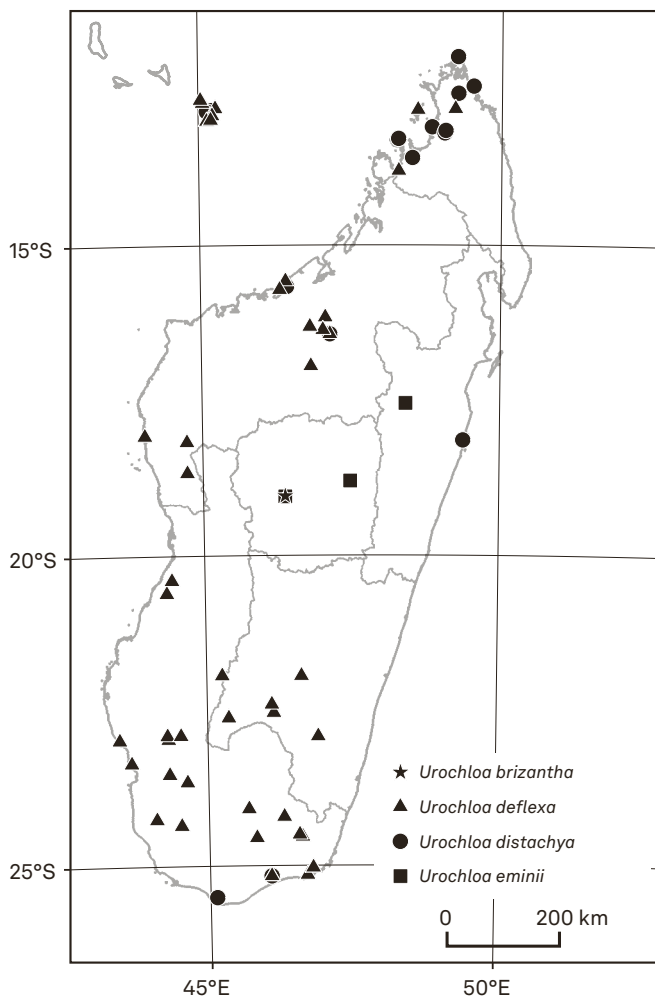 15°S
20°S
25°S
Urochloa brizantha
Urochloa deflexa
Urochloa distachya
Urochloa eminii
0 200 km
45°E 50°E